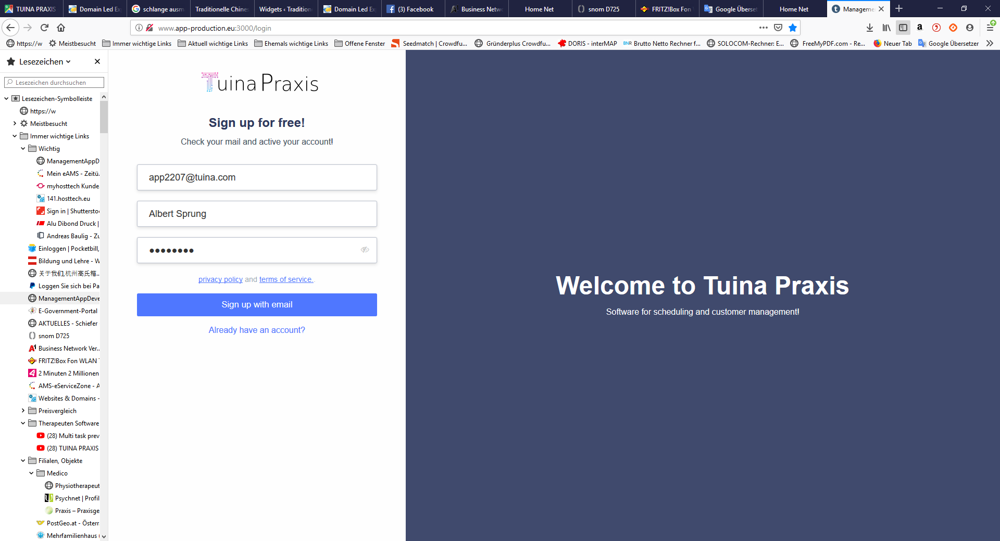 TUINA PRAXIS
Domain Led Ex
schlange ausm
Traditionelle Chines
Widgets ‹ Tradition
Domain Led Ex
(3) Facebook
Business Netw
Home Net
snom D725
FRITZ!Box Fon
Google Überset
Home Net
Manageme
www.app-production.eu:3000/login
https://w
Meistbesucht
Immer wichtige Links
Aktuell wichtige Links
Ehemals wichtige Links
Offene Fenster
Seedmatch | Crowdfu...
Gründerplus Crowdfu...
DORIS - interMAP
BNR Brutto Netto Rechner f...
SOLOCOM-Rechner: E...
FreeMyPDF.com - Re...
Neuer Tab
Google Übersetzer
Lesezeichen
Lesezeichen durchsuchen
Lesezeichen-Symbolleiste
https://w
Meistbesucht
Immer wichtige Links
Wichtig
ManagementAppD
Mein eAMS - Zeitü.
myhosttech Kunde
141.hosttech.eu
Sign in | Shuttersto
Alu Dibond Druck |
Andreas Baulig - Zu
Einloggen | Pocketbill,
Bildung und Lehre - W
关于我们,杭州高氏箱...
Loggen Sie sich bei Pa
ManagementAppDeve
E-Government-Portal
AKTUELLES - Schiefer
snom D725
Business Network Ver..
FRITZ!Box Fon WLAN 7
2 Minuten 2 Millionen
AMS-eServiceZone - A
Websites & Domains -
Preisvergleich
Therapeuten Software
(28) Multi task prev
(28) TUINA PRAXIS
Filialen, Objekte
Medico
Physiotherapeut
Psychnet | Profil
Praxis – Praxisge
PostGeo.at - Österr
Mehrfamilienhaus (
Tuina Praxis
Sign up for free!
Check your mail and active your account!
app2207@tuina.com
Albert Sprung
privacy policy and terms of service..
Sign up with email
Already have an account?
Welcome to Tuina Praxis
Software for scheduling and customer management!